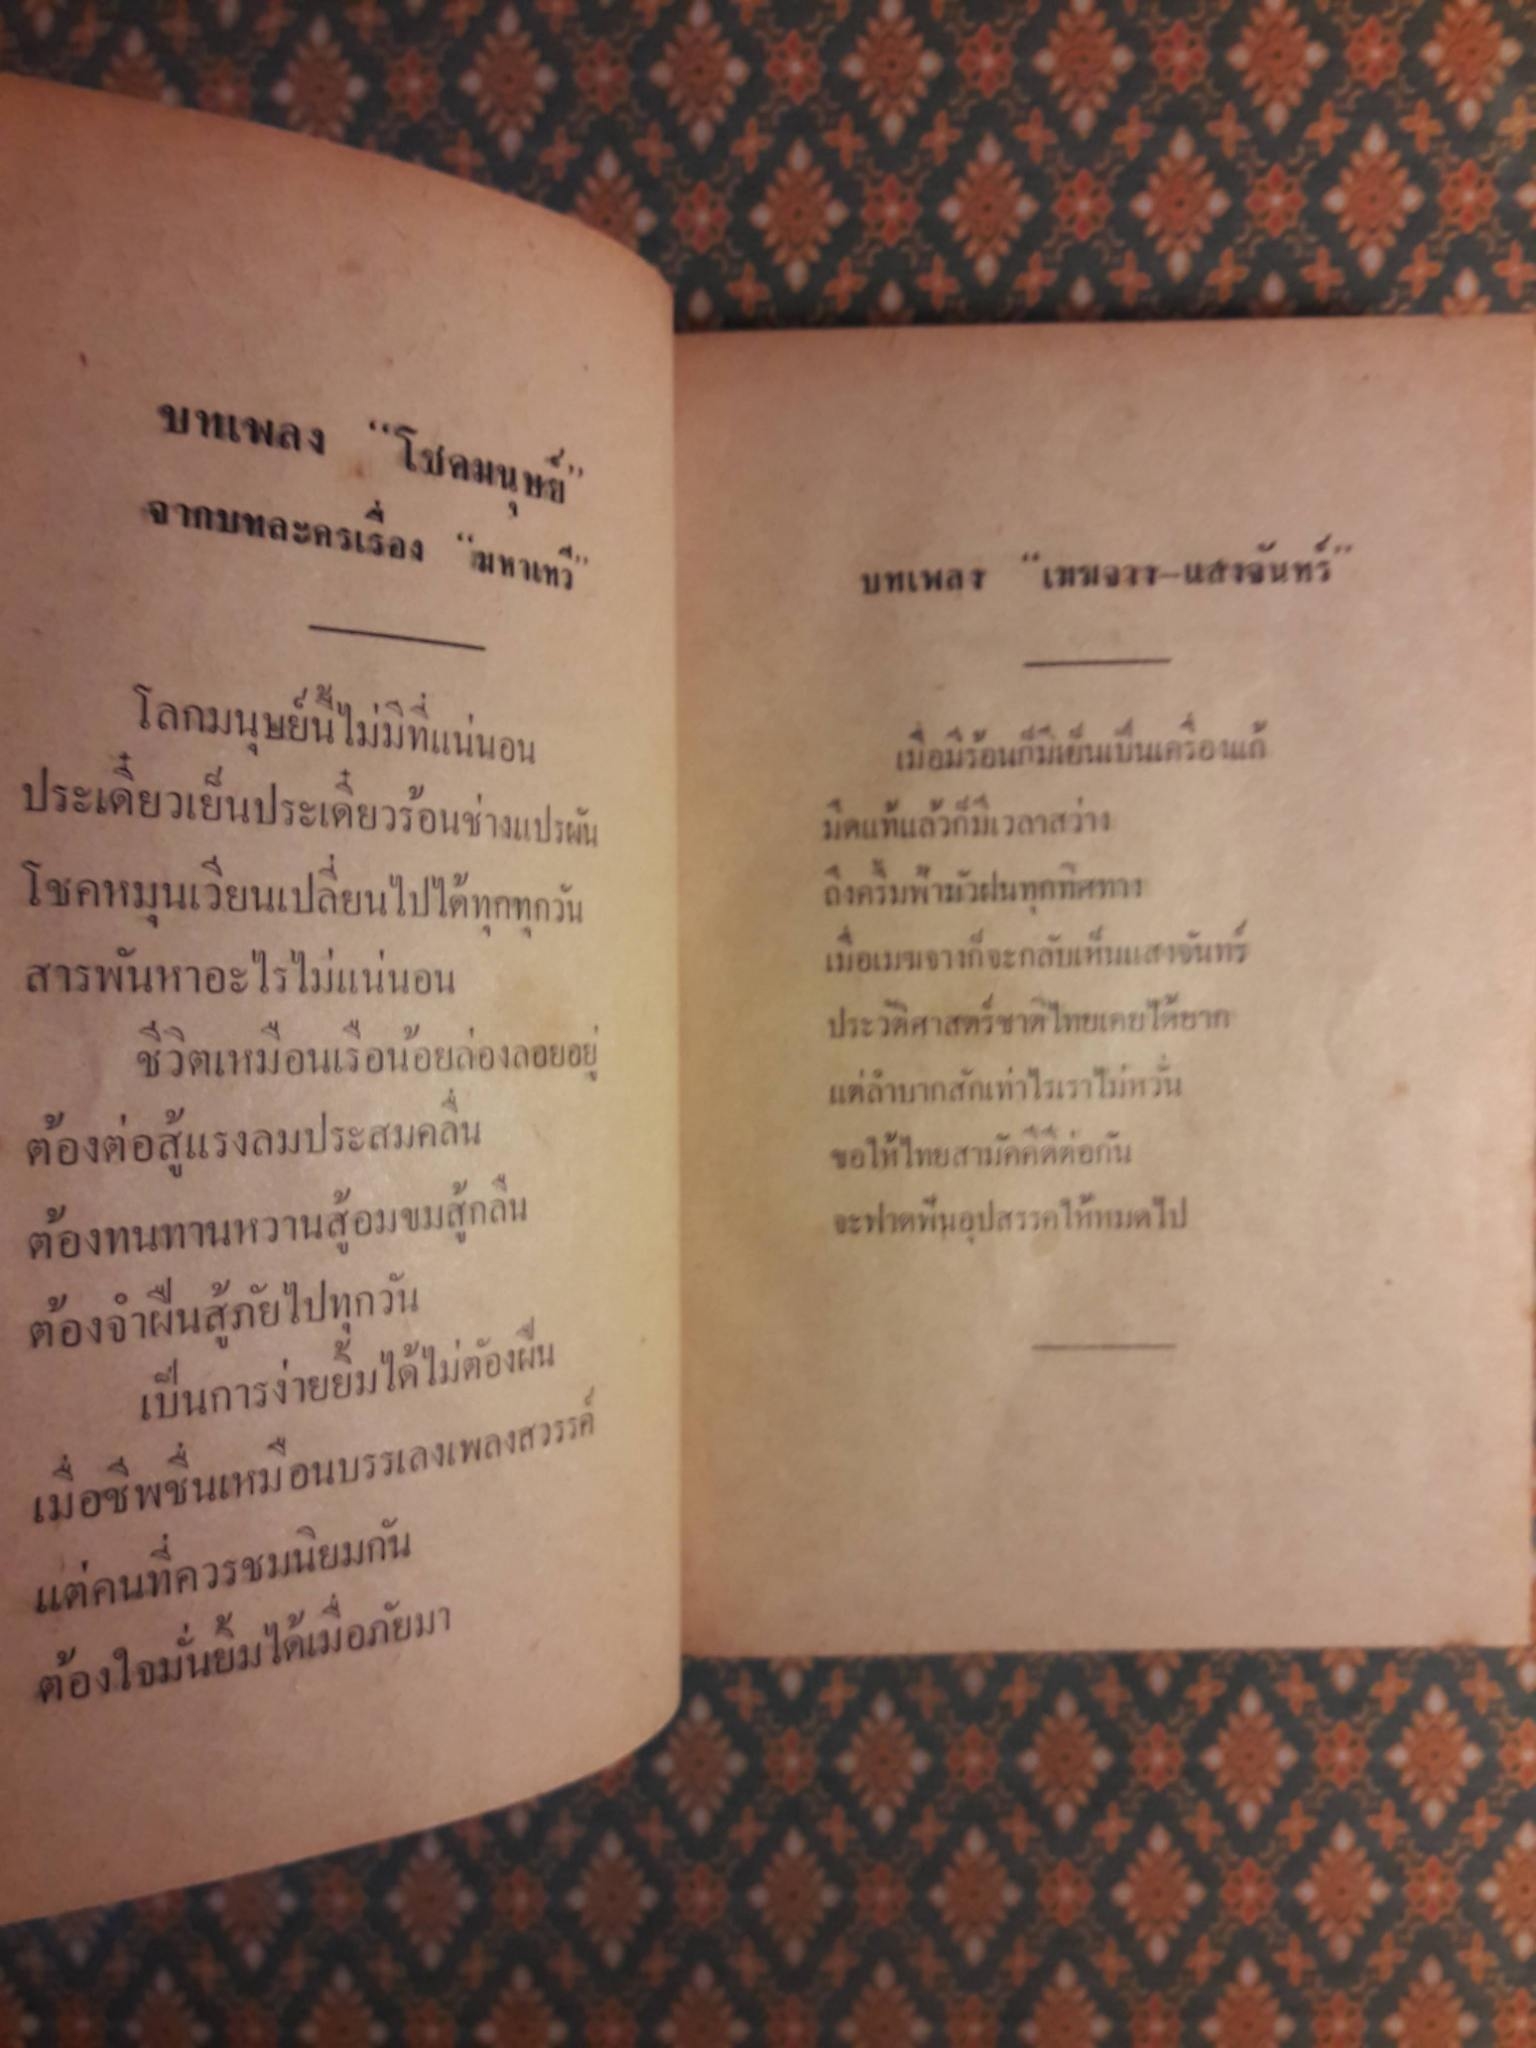 บทเพลง “โชคมนุษย์”
จากบทละครเรื่อง “มหาเทวี”
โลกมนุษย์นี้ไม่มีที่แน่นอน
ประเดี๋ยวเย็นประเดี๋ยวร้อนช่างแปรผัน
โชคหมุนเวียนเปลี่ยนไปได้ทุกทุกวัน
สารพันหาอะไรไม่แน่นอน
ชีวิตเหมือนเรือน้อยล่องลอยอยู่
ต้องต่อสู้แรงลมประสมคลื่น
ต้องทนทานหวานสู้อมขมสู้กลืน
ต้องจำฝืนสู้ภัยไปทุกวัน
เป็นการง่ายยิ้มได้ไม่ต้องฝืน
เมื่อชีพชื่นเหมือนบรรเลงเพลงสวรรค์
แต่คนที่ควรชมนิยมกัน
ต้องใจมั่นยิ้มได้เมื่อภัยมา
บทเพลง “เมฆจาง—แสงจันทร์”
เมื่อมีร้อนก็มีเย็นเป็นเครื่องแก้
มืดแท้แล้วก็มีเวลาสว่าง
ถึงครึ้มฟ้ามัวฝนทุกทิศทาง
เมื่อเมฆจางก็จะกลับเห็นแสงจันทร์
ประวัติศาสตร์ชาติไทยเคยได้ยาก
แต่ลำบากสักเท่าไรเราไม่หวั่น
ขอให้ไทยสามัคคีดีต่อกัน
จะฟาดฟันอุปสรรคให้หมดไป